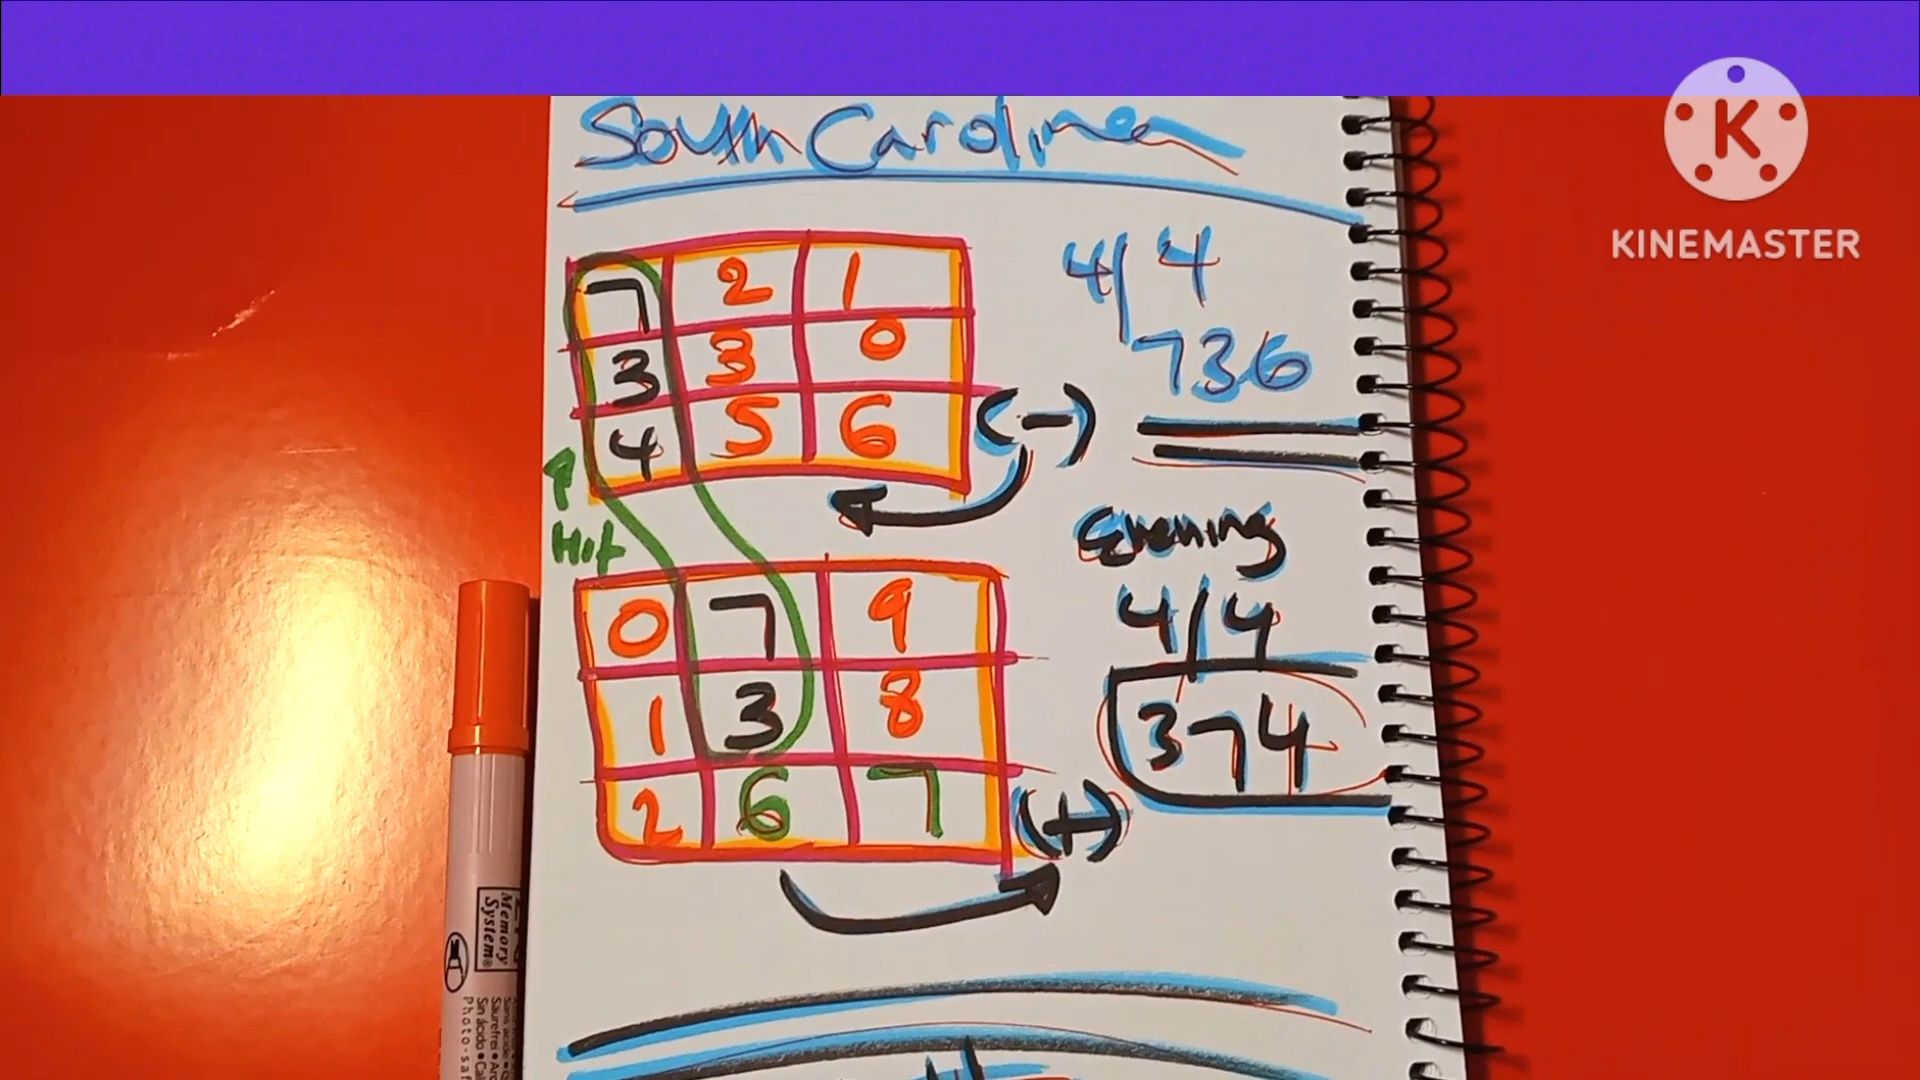 South Carolina
7 2 1
3 3 0
4 5 6
(-)
4/4
736
Hit
Evening
4/4
374
0 7 9
1 3 8
2 6 7
(+)
K
KINEMASTER
Memory
System®